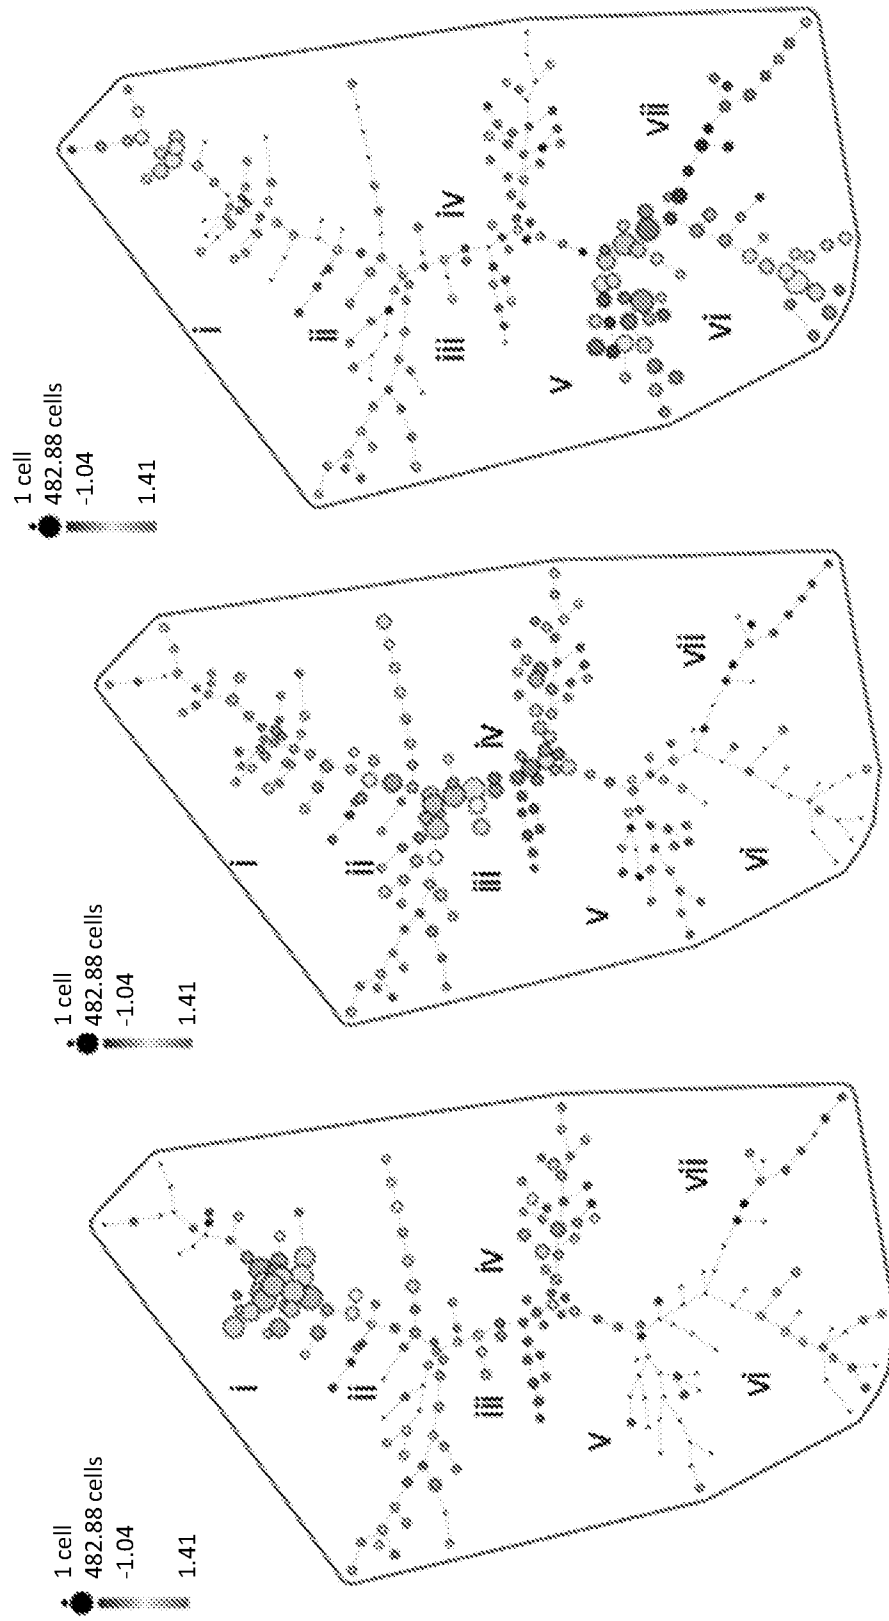 1 cell
482.88 cells
-1.04
1.41
i
ii
iii
iv
v
vi
vii
1 cell
482.88 cells
-1.04
1.41
i
ii
iii
iv
v
vi
vii
1 cell
482.88 cells
-1.04
1.41
i
ii
iii
iv
v
vi
vii